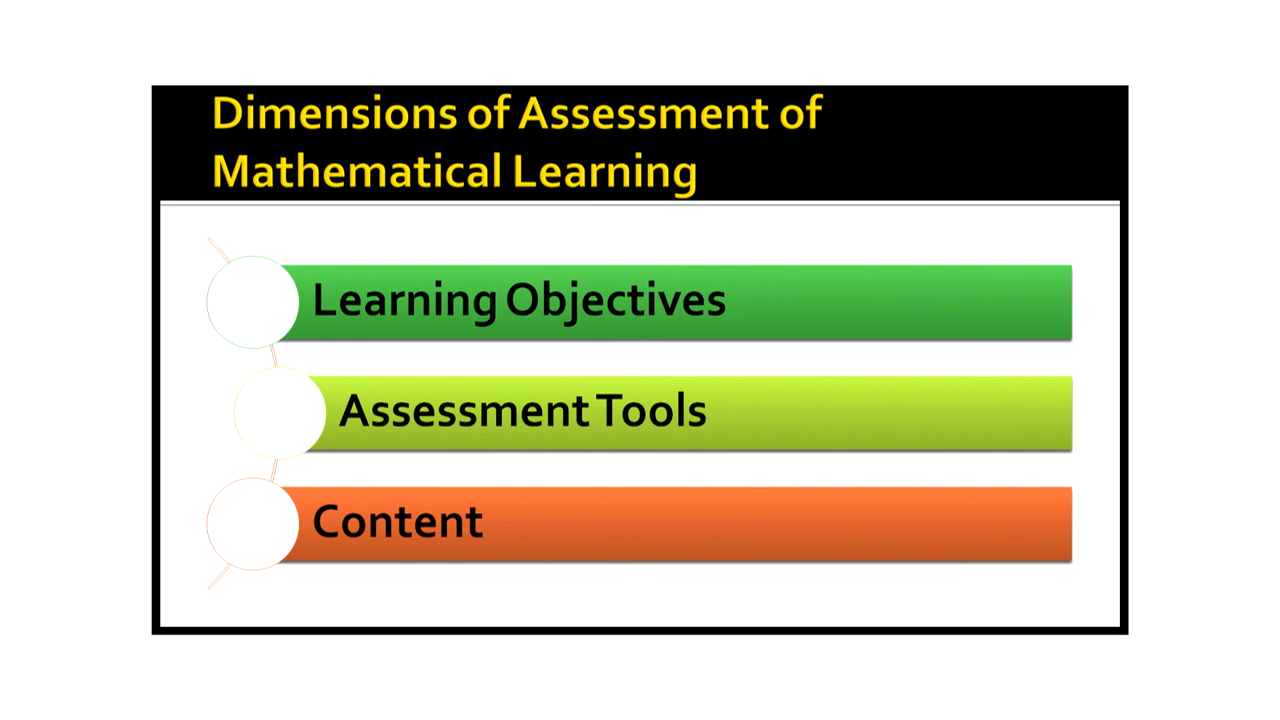 Dimensions of Assessment of
Mathematical Learning
Learning Objectives
Assessment Tools
Content